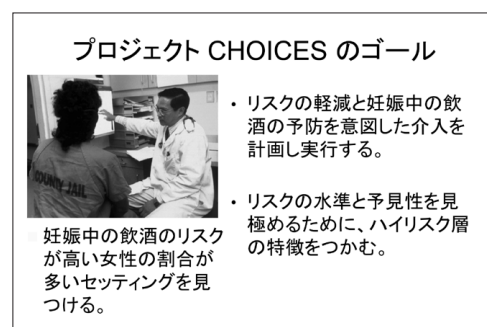 プロジェクト CHOICES のゴール
COUNTY JAIL
妊娠中の飲酒のリスク
が高い女性の割合が
多いセッティングを見
つける。
• リスクの軽減と妊娠中の飲
酒の予防を意図した介入を
計画し実行する。
• リスクの水準と予見性を見
極めるために、ハイリスク層
の特徴をつかむ。